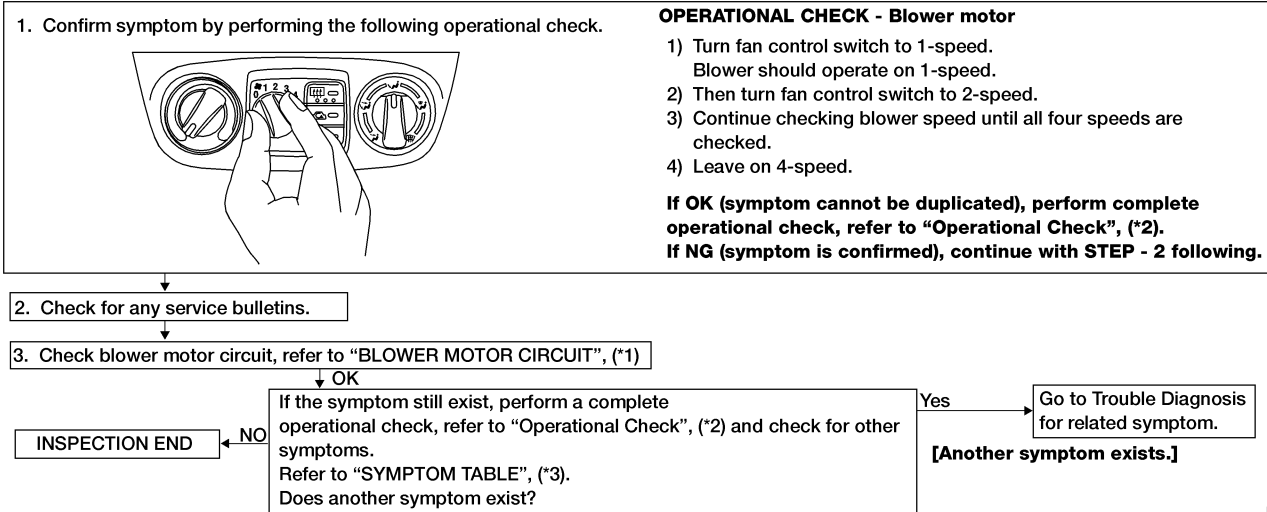 1. Confirm symptom by performing the following operational check.
0 1 2 3 4
OPERATIONAL CHECK - Blower motor
1) Turn fan control switch to 1-speed.
Blower should operate on 1-speed.
2) Then turn fan control switch to 2-speed.
3) Continue checking blower speed until all four speeds are
checked.
4) Leave on 4-speed.
If OK (symptom cannot be duplicated), perform complete
operational check, refer to “Operational Check”, (*2).
If NG (symptom is confirmed), continue with STEP - 2 following.
2. Check for any service bulletins.
3. Check blower motor circuit, refer to “BLOWER MOTOR CIRCUIT”, (*1)
OK
If the symptom still exist, perform a complete
operational check, refer to “Operational Check”, (*2) and check for other
symptoms.
Refer to “SYMPTOM TABLE”, (*3).
Does another symptom exist?
NO
INSPECTION END
Yes
Go to Trouble Diagnosis
for related symptom.
[Another symptom exists.]